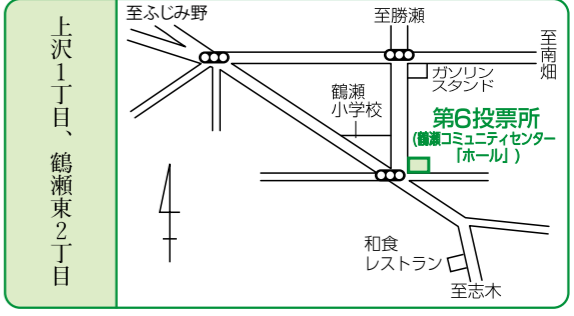 上沢1丁目、鶴瀬東2丁目
至ふじみ野
至勝瀬
至南畑
ガソリン
スタンド
鶴瀬
小学校
第6投票所
(鶴瀬コミュニティセンター
「ホール」)
和食
レストラン
至志木